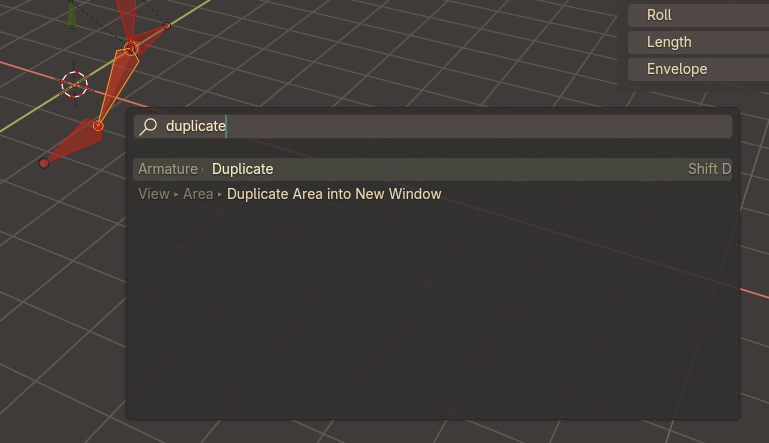 Roll
Length
Envelope
duplicate
Armature ▸ Duplicate Shift D
View ▸ Area ▸ Duplicate Area into New Window